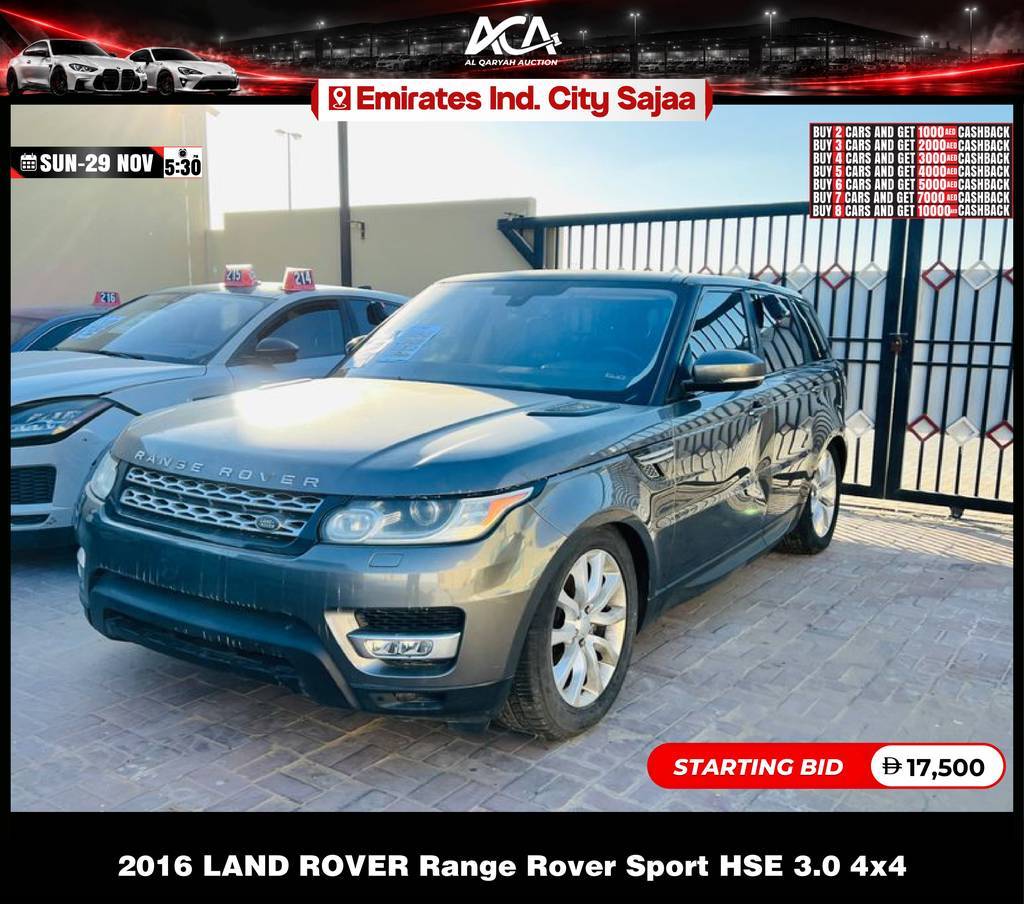 ACA
AL QARYAH AUCTION
Emirates Ind. City Sajaa
SUN-29 NOV 5:30
BUY 2 CARS AND GET 1000 AED CASHBACK
BUY 3 CARS AND GET 2000 AED CASHBACK
BUY 4 CARS AND GET 3000 AED CASHBACK
BUY 5 CARS AND GET 4000 AED CASHBACK
BUY 6 CARS AND GET 5000 AED CASHBACK
BUY 7 CARS AND GET 7000 AED CASHBACK
BUY 8 CARS AND GET 10000 AED CASHBACK
216
215
214
RANGE ROVER
STARTING BID 17,500
2016 LAND ROVER Range Rover Sport HSE 3.0 4x4